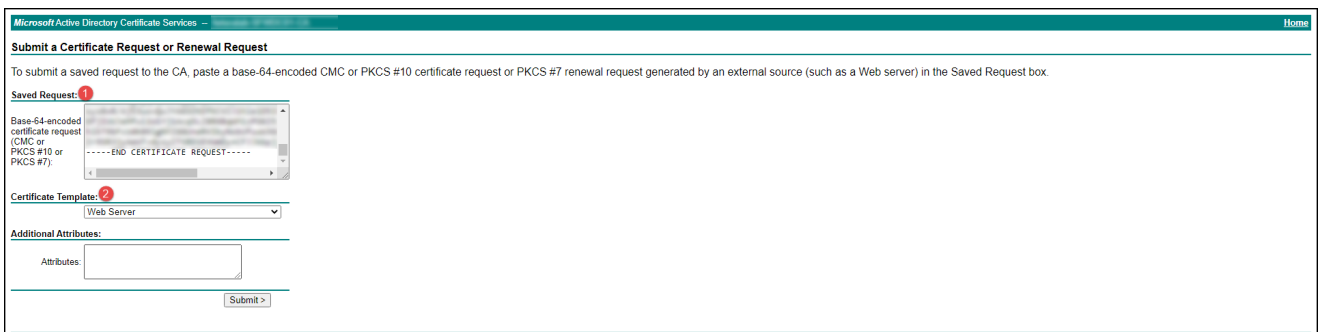 Microsoft Active Directory Certificate Services --
Home
Submit a Certificate Request or Renewal Request
To submit a saved request to the CA, paste a base-64-encoded CMC or PKCS #10 certificate request or PKCS #7 renewal request generated by an external source (such as a Web server) in the Saved Request box.
Saved Request: 1
Base-64-encoded
certificate request
(CMC or
PKCS #10 or
PKCS #7):
-----END CERTIFICATE REQUEST-----
Certificate Template: 2
Web Server
Additional Attributes:
Attributes:
Submit >